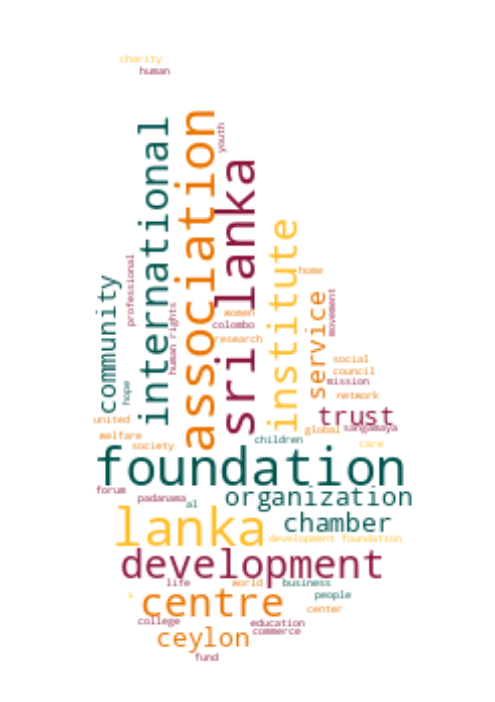 charity
human
youth
international
association
sri lanka
institute
professional
community
human rights
home
service
movement
women
colombo
research
hope
social
council
mission
network
united
trust
global
sangamaya
welfare
society
children
care
foundation
forum
padanama
al
organization
lanka
chamber
development foundation
development
life
world
business
s
centre
people
center
college
education
ceylon
commerce
fund